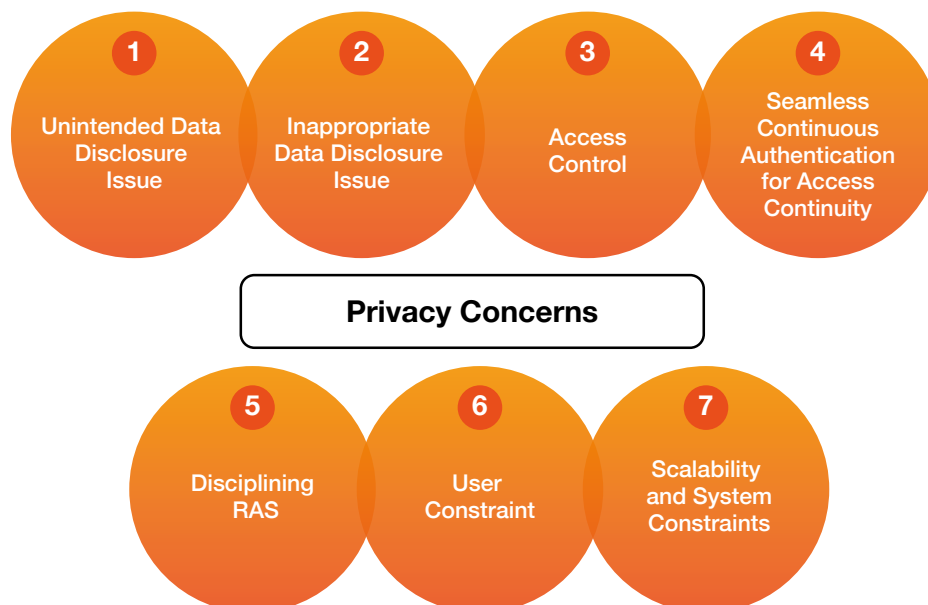 1
Unintended Data
Disclosure
Issue
2
Inappropriate
Data Disclosure
Issue
3
Access
Control
4
Seamless
Continuous
Authentication
for Access
Continuity
Privacy Concerns
5
Disciplining
RAS
6
User
Constraint
7
Scalability
and System
Constraints